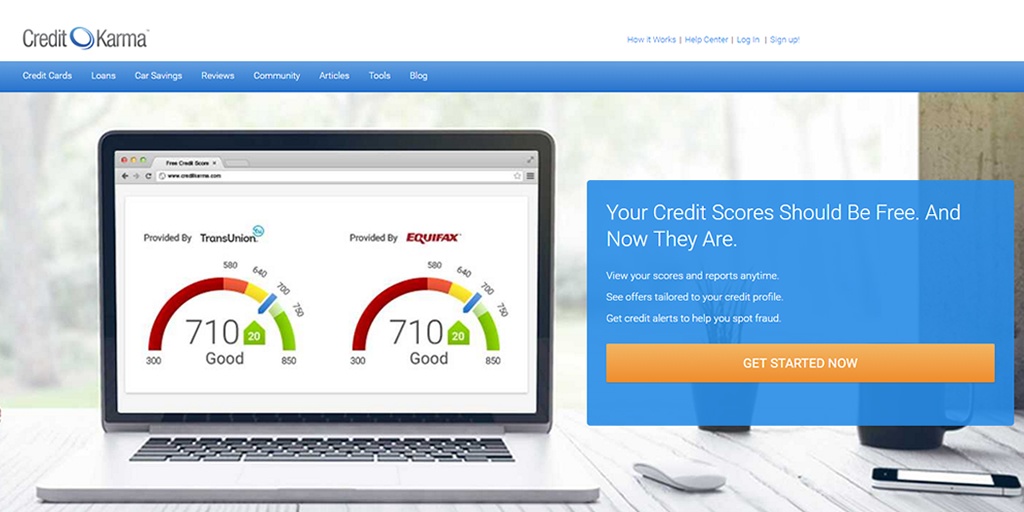 Credit Karma™
How it Works | Help Center | Log In | Sign up!
Credit Cards Loans Car Savings Reviews Community Articles Tools Blog
Free Credit Score ×
www.creditkarma.com
Provided By TransUnion
Provided By EQUIFAX
580
640
700
750
300
850
710
20
Good
580
640
700
750
300
850
710
20
Good
Your Credit Scores Should Be Free. And
Now They Are.
View your scores and reports anytime.
See offers tailored to your credit profile.
Get credit alerts to help you spot fraud.
GET STARTED NOW